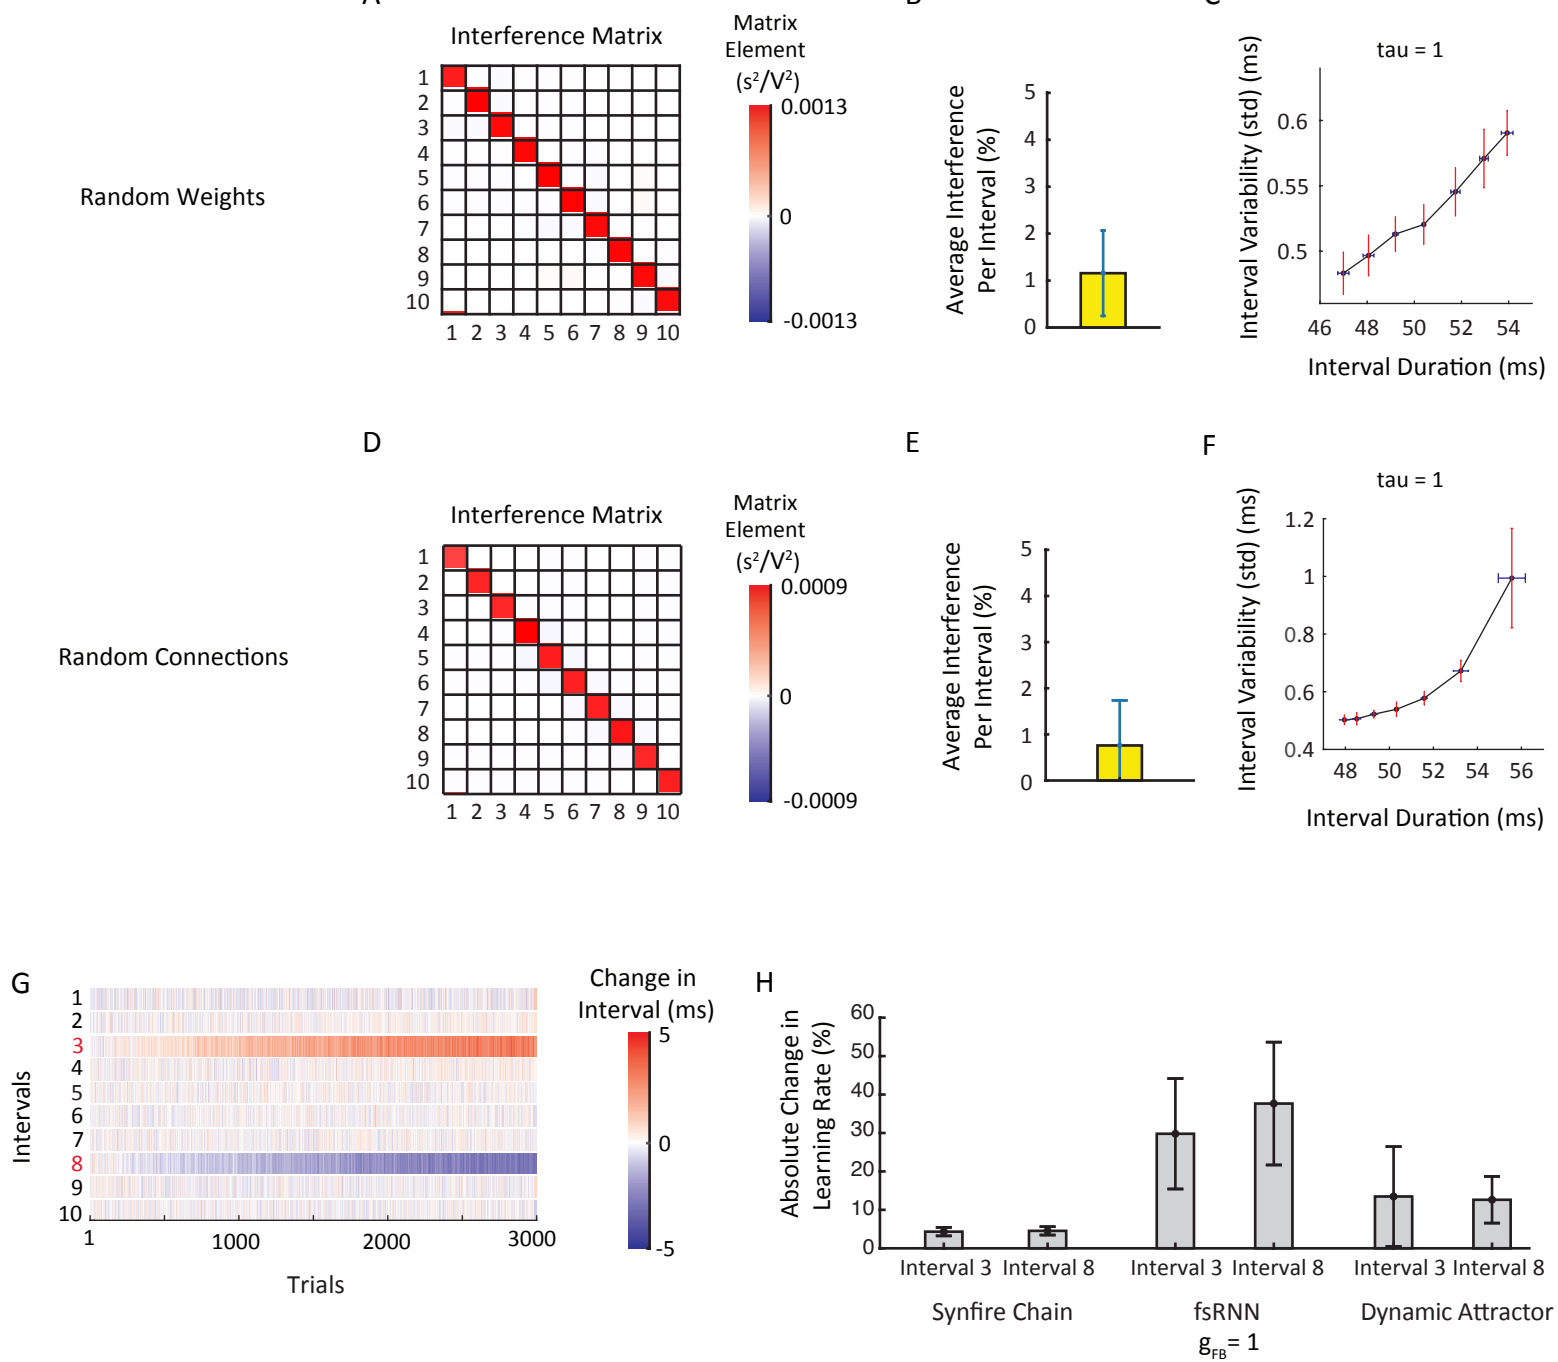 A B C
Random Weights
Interference Matrix
1
2
3
4
5
6
7
8
9
10
1 2 3 4 5 6 7 8 9 10
Matrix
Element
(s²/V²)
0.0013
0
-0.0013
Average Interference
Per Interval (%)
5
4
3
2
1
0
tau = 1
Interval Variability (std) (ms)
0.6
0.55
0.5
46 48 50 52 54
Interval Duration (ms)
D E F
Random Connections
Interference Matrix
1
2
3
4
5
6
7
8
9
10
1 2 3 4 5 6 7 8 9 10
Matrix
Element
(s²/V²)
0.0009
0
-0.0009
Average Interference
Per Interval (%)
5
4
3
2
1
0
tau = 1
Interval Variability (std) (ms)
1.2
1
0.8
0.6
0.4
48 50 52 54 56
Interval Duration (ms)
G
Intervals
1
2
3
4
5
6
7
8
9
10
1 1000 2000 3000
Trials
Change in
Interval (ms)
5
0
-5
H
Absolute Change in
Learning Rate (%)
60
50
40
30
20
10
0
Interval 3 Interval 8 Interval 3 Interval 8 Interval 3 Interval 8
Synfire Chain fsRNN Dynamic Attractor
g_FB = 1